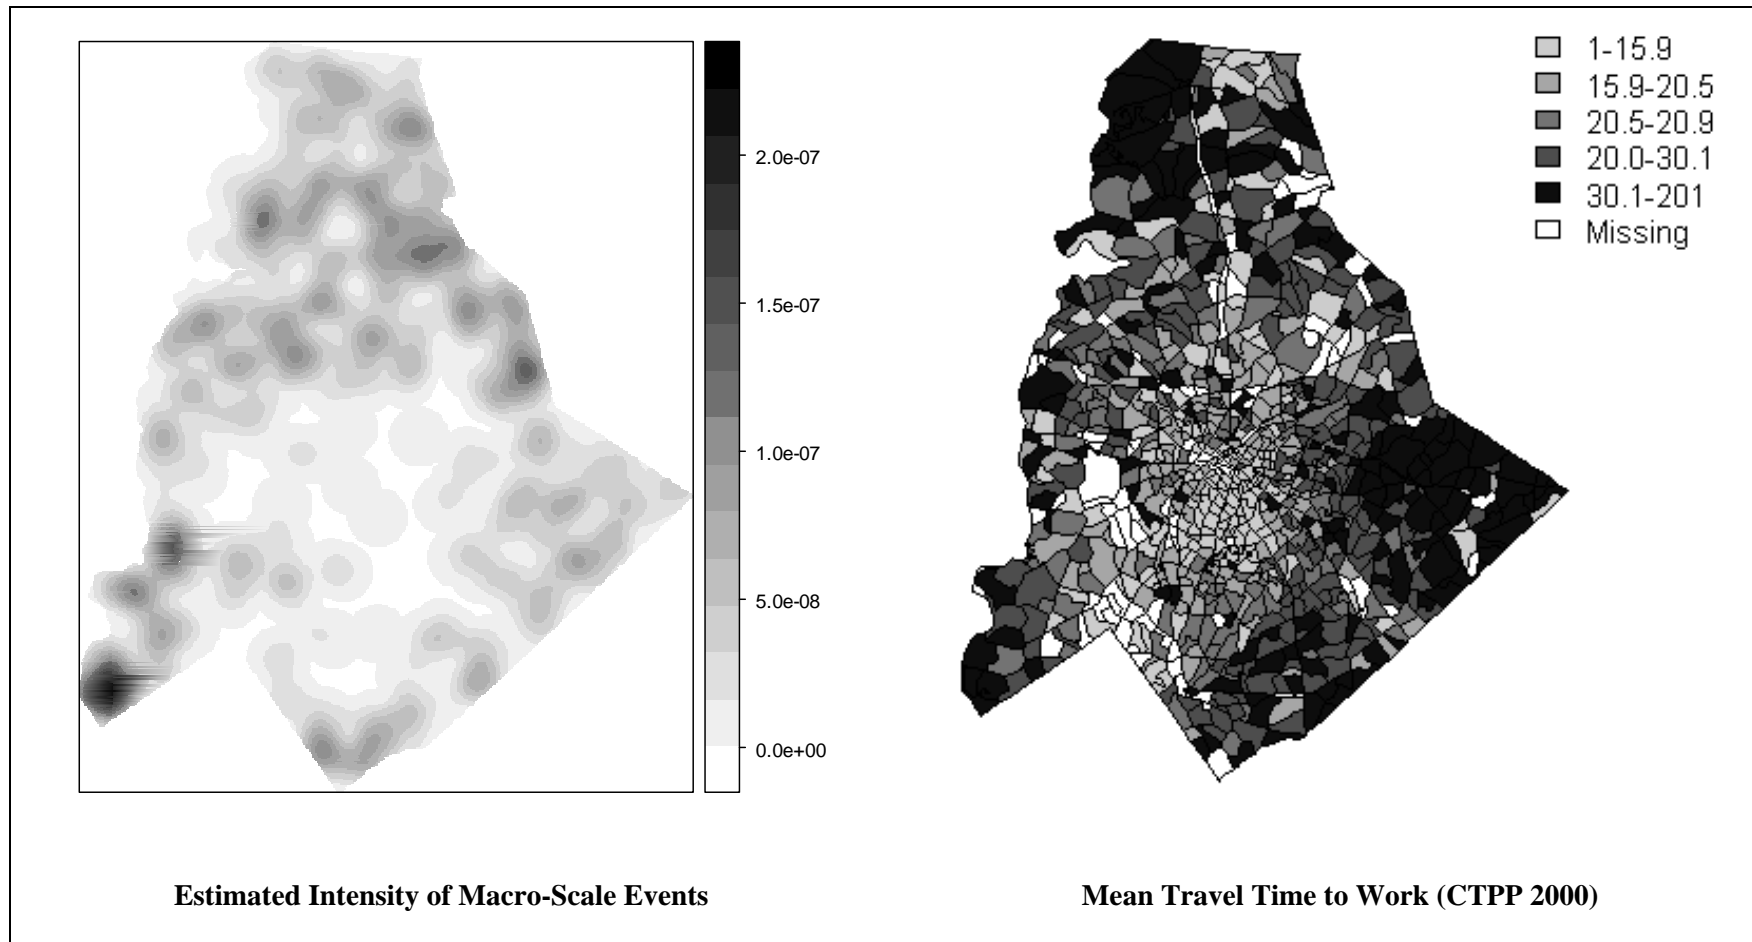 2.0e-07
1.5e-07
1.0e-07
5.0e-08
0.0e+00
1-15.9
15.9-20.5
20.5-20.9
20.0-30.1
30.1-201
Missing
Estimated Intensity of Macro-Scale Events
Mean Travel Time to Work (CTPP 2000)